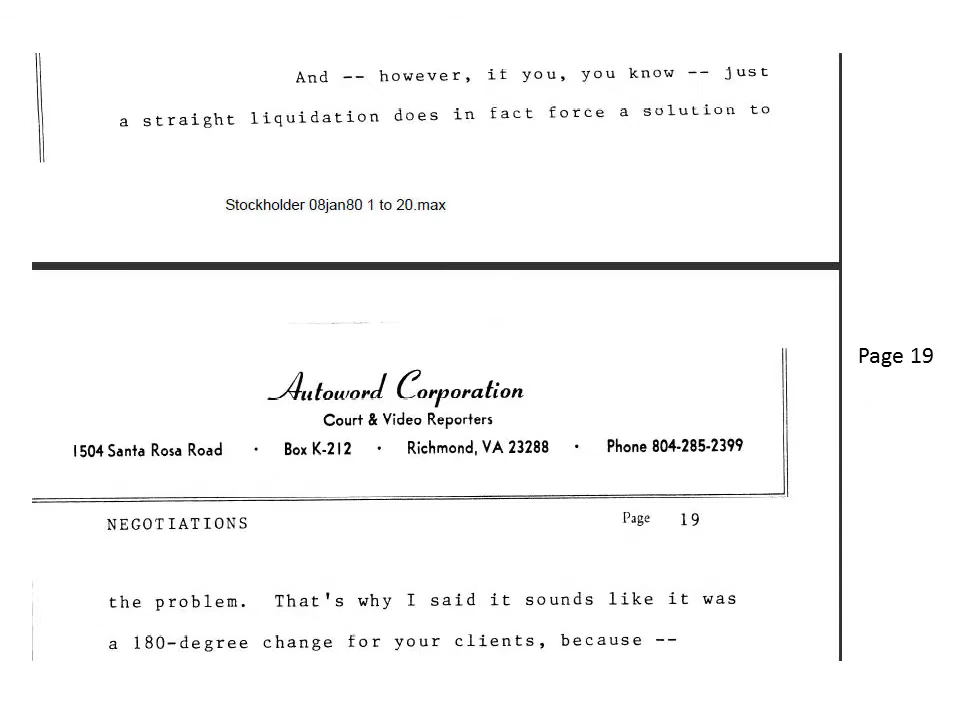 And -- however, if you, you know -- just
a straight liquidation does in fact force a solution to
Stockholder 08jan80 1 to 20.max
Page 19
Autoword Corporation
Court & Video Reporters
1504 Santa Rosa Road · Box K-212 · Richmond, VA 23288 · Phone 804-285-2399
NEGOTIATIONS Page 19
the problem. That's why I said it sounds like it was
a 180-degree change for your clients, because --